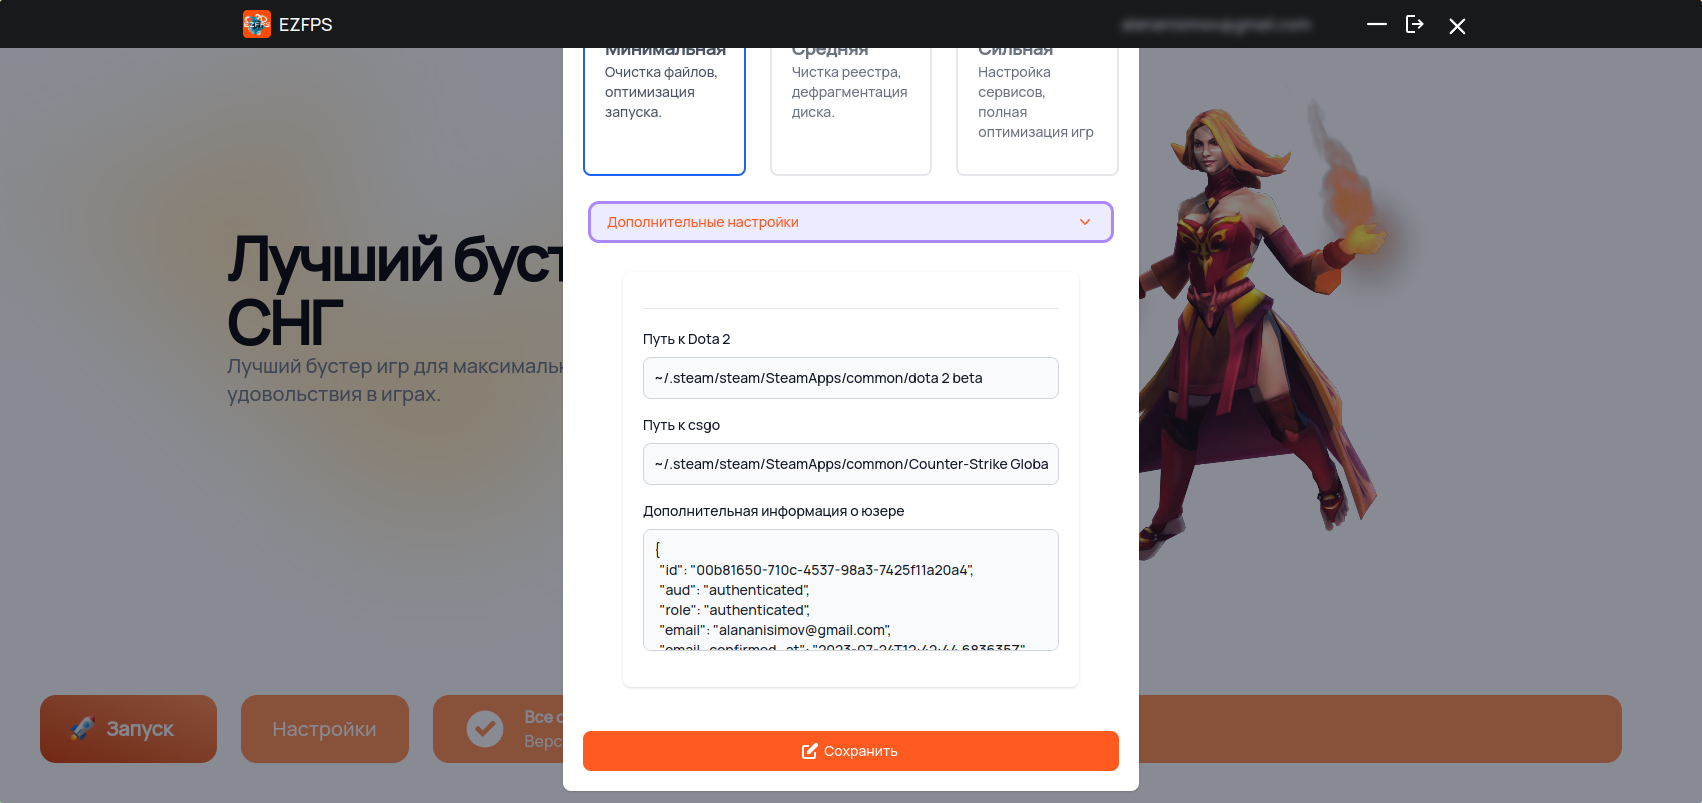 EZFPS
Минимальная
Средняя
Сильная
Очистка файлов,
оптимизация
запуска.
Чистка реестра,
дефрагментация
диска.
Настройка
сервисов,
полная
оптимизация игр
Дополнительные настройки
Лучший буст
СНГ
Лучший бустер игр для максималь
удовольствия в играх.
Путь к Dota 2
~/.steam/steam/SteamApps/common/dota 2 beta
Путь к csgo
~/.steam/steam/SteamApps/common/Counter-Strike Globa
Дополнительная информация о юзере
{
"id": "00b81650-710c-4537-98a3-7425f11a20a4",
"aud": "authenticated",
"role": "authenticated",
"email": "alananisimov@gmail.com",
"email_confirmed_at": "2023-07-24T12:42:44.683635Z"
Запуск
Настройки
Все
Верс
Сохранить